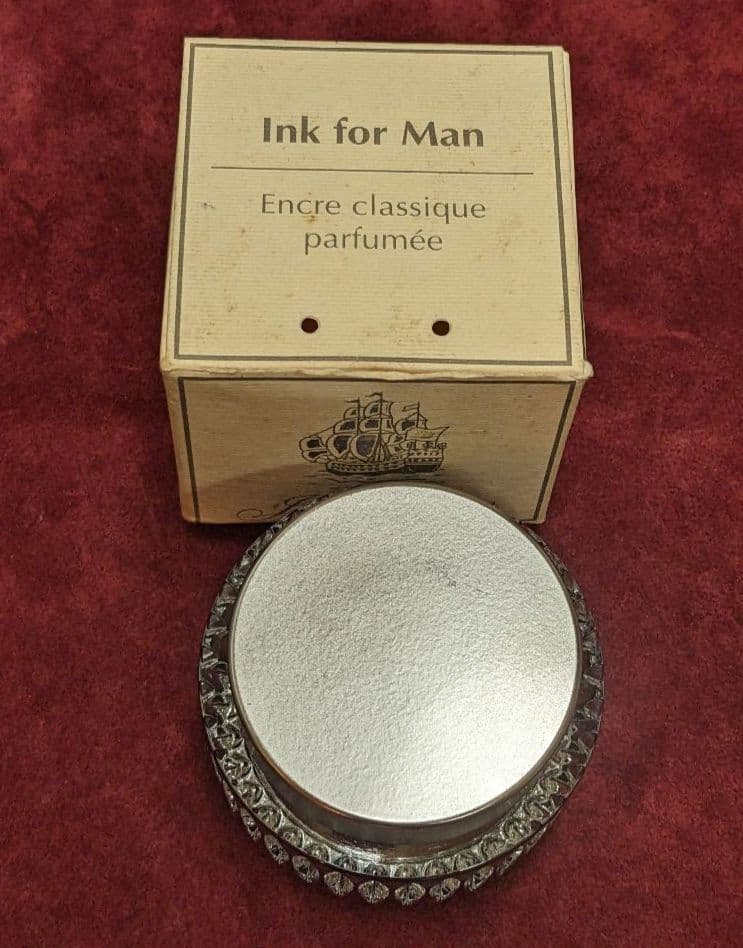 Ink for Man
Encre classique
parfumée